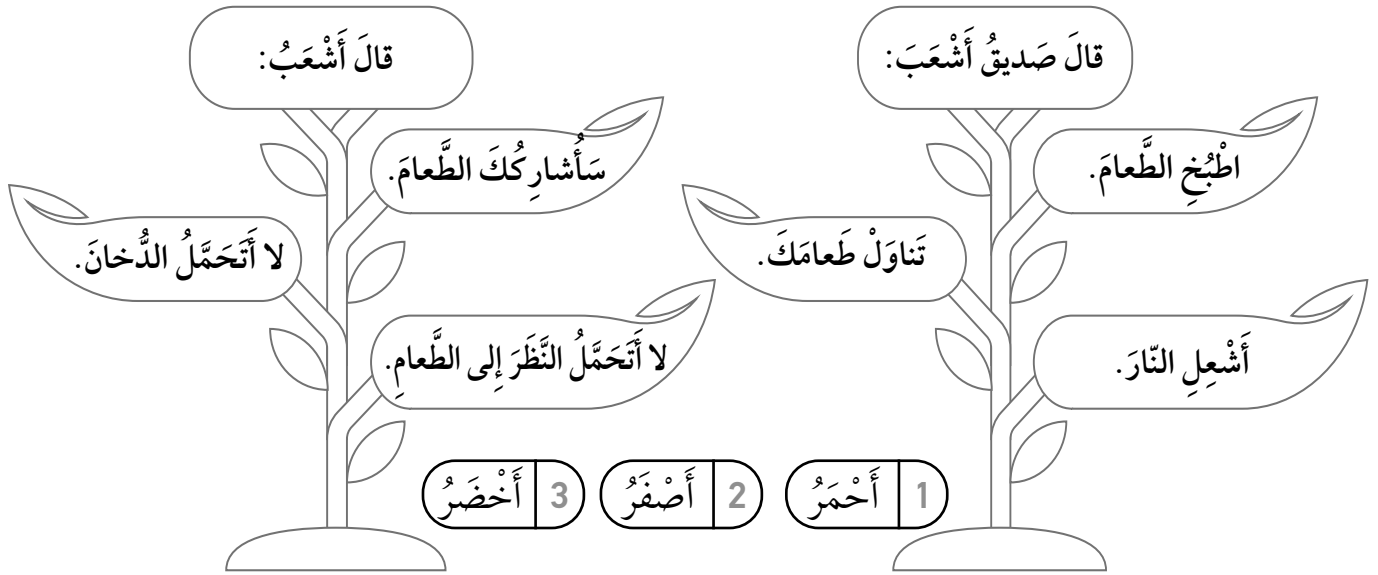 قالَ صَديقُ أَشْعَبَ:
اطْبُخِ الطَّعامَ.
تَناوَلْ طَعامَكَ.
أَشْعِلِ النّارَ.
قالَ أَشْعَبُ:
سَأُشارِكُكَ الطَّعامَ.
لا أَتَحَمَّلُ الدُّخانَ.
لا أَتَحَمَّلُ النَّظَرَ إِلى الطَّعامِ.
1 أَحْمَرُ
2 أَصْفَرُ
3 أَخْضَرُ